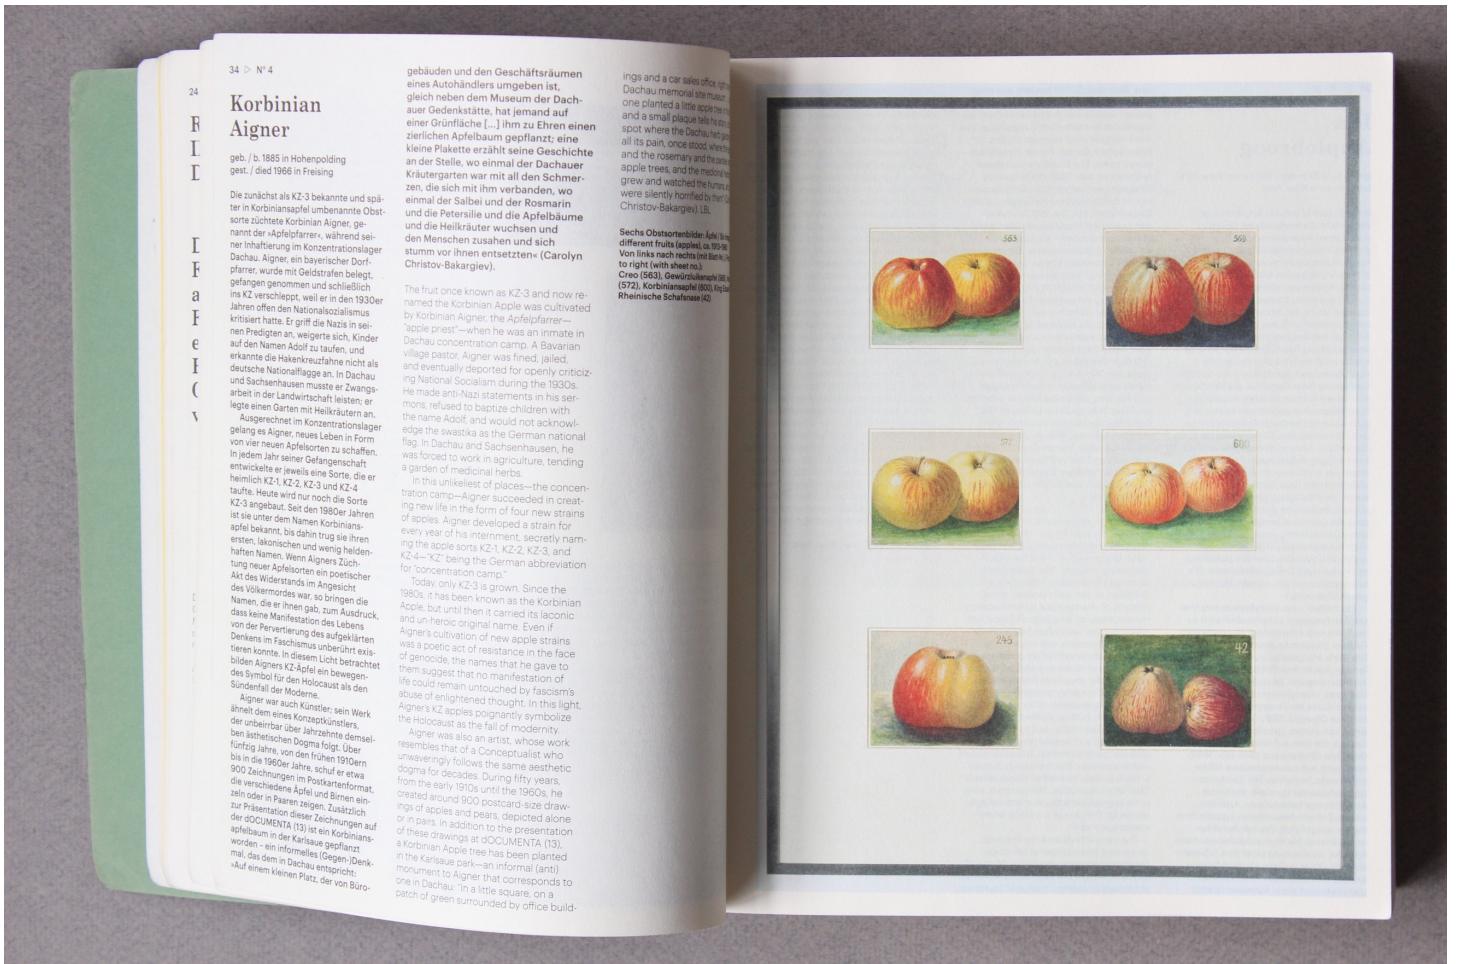 34 ▷ N° 4
Korbinian
Aigner
geb. / b. 1885 in Hohenpolding
gest. / died 1966 in Freising
Die zunächst als KZ-3 bekannte und spä-
ter in Korbiniansapfel umbenannte Obst-
sorte züchtete Korbinian Aigner, ge-
nannt der »Apfelpfarrer«, während sei-
ner Inhaftierung im Konzentrationslager
Dachau. Aigner, ein bayerischer Dorf-
pfarrer, wurde mit Geldstrafen belegt,
gefangen genommen und schließlich
ins KZ verschleppt, weil er in den 1930er
Jahren offen den Nationalsozialismus
kritisiert hatte. Er griff die Nazis in sei-
nen Predigten an, weigerte sich, Kinder
auf den Namen Adolf zu taufen, und
erkannte die Hakenkreuzfahne nicht als
deutsche Nationalflagge an. In Dachau
und Sachsenhausen musste er Zwangs-
arbeit in der Landwirtschaft leisten; er
legte einen Garten mit Heilkräutern an.
Ausgerechnet im Konzentrationslager
gelang es Aigner, neues Leben in Form
von vier neuen Apfelsorten zu schaffen.
In jedem Jahr seiner Gefangenschaft
entwickelte er jeweils eine Sorte, die er
heimlich KZ-1, KZ-2, KZ-3 und KZ-4
taufte. Heute wird nur noch die Sorte
KZ-3 angebaut. Seit den 1980er Jahren
ist sie unter dem Namen Korbinians-
apfel bekannt, bis dahin trug sie ihren
ersten, lakonischen und wenig helden-
haften Namen. Wenn Aigners Züch-
tung neuer Apfelsorten ein poetischer
Akt des Widerstands im Angesicht
des Völkermordes war, so bringen die
Namen, die er ihnen gab, zum Ausdruck,
dass keine Manifestation des Lebens
von der Pervertierung des aufgeklärten
Denkens im Faschismus unberührt exis-
tieren konnte. In diesem Licht betrachtet
bilden Aigners KZ-Äpfel ein bewegen-
des Symbol für den Holocaust als den
Sündenfall der Moderne.
Aigner war auch Künstler; sein Werk
ähnelt dem eines Konzeptkünstlers,
der unbeirrbar über Jahrzehnte demsel-
ben ästhetischen Dogma folgt. Über
fünfzig Jahre, von den frühen 1910ern
bis in die 1960er Jahre, schuf er etwa
900 Zeichnungen im Postkartenformat,
die verschiedene Äpfel und Birnen ein-
zeln oder in Paaren zeigen. Zusätzlich
zur Präsentation dieser Zeichnungen auf
der dOCUMENTA (13) ist ein Korbinians-
apfelbaum in der Karlsaue gepflanzt
worden – ein informelles (Gegen-)Denk-
mal, das dem in Dachau entspricht:
»Auf einem kleinen Platz, der von Büro-
gebäuden und den Geschäftsräumen
eines Autohändlers umgeben ist,
gleich neben dem Museum der Dach-
auer Gedenkstätte, hat jemand auf
einer Grünfläche [...] ihm zu Ehren einen
zierlichen Apfelbaum gepflanzt; eine
kleine Plakette erzählt seine Geschichte
an der Stelle, wo einmal der Dachauer
Kräutergarten war mit all den Schmer-
zen, die sich mit ihm verbanden, wo
einmal der Salbei und der Rosmarin
und die Petersilie und die Apfelbäume
und die Heilkräuter wuchsen und
den Menschen zusahen und sich
stumm vor ihnen entsetzten« (Carolyn
Christov-Bakargiev).
The fruit once known as KZ-3 and now re-
named the Korbinian Apple was cultivated
by Korbinian Aigner, the Apfelpfarrer—
"apple priest"—when he was an inmate in
Dachau concentration camp. A Bavarian
village pastor, Aigner was fined, jailed,
and eventually deported for openly criticiz-
ing National Socialism during the 1930s.
He made anti-Nazi statements in his ser-
mons, refused to baptize children with
the name Adolf, and would not acknowl-
edge the swastika as the German national
flag. In Dachau and Sachsenhausen, he
was forced to work in agriculture, tending
a garden of medicinal herbs.
In this unlikeliest of places—the concen-
tration camp—Aigner succeeded in creat-
ing new life in the form of four new strains
of apples. Aigner developed a strain for
every year of his internment, secretly nam-
ing the apple sorts KZ-1, KZ-2, KZ-3, and
KZ-4—"KZ" being the German abbreviation
for "concentration camp."
Today, only KZ-3 is grown. Since the
1980s, it has been known as the Korbinian
Apple, but until then it carried its laconic
and un-heroic original name. Even if
Aigner's cultivation of new apple strains
was a poetic act of resistance in the face
of genocide, the names that he gave to
them suggest that no manifestation of
life could remain untouched by fascism's
abuse of enlightened thought. In this light,
Aigner's KZ apples poignantly symbolize
the Holocaust as the fall of modernity.
Aigner was also an artist, whose work
resembles that of a Conceptualist who
unwaveringly follows the same aesthetic
dogma for decades. During fifty years,
from the early 1910s until the 1960s, he
created around 900 postcard-size draw-
ings of apples and pears, depicted alone
or in pairs. In addition to the presentation
of these drawings at dOCUMENTA (13),
a Korbinian Apple tree has been planted
in the Karlsaue park—an informal (anti)
monument to Aigner that corresponds to
one in Dachau: "In a little square, on a
patch of green surrounded by office build-
ings and a car sales office, right
Dachau memorial site museum
one planted a little apple tree
and a small plaque tells his
spot where the Dachau herb
all its pain, once stood, where
and the rosemary and the
apple trees, and the medicinal
grew and watched the humans
were silently horrified by them"
Christov-Bakargiev). LBL
Sechs Obstsortenbilder: Äpfel /
different fruits (apples), ca.
Von links nach rechts (mit Blatt-Nr.) /
to right (with sheet no.):
Creo (563), Gewürzluikenapfel
(572), Korbiniansapfel (600), King
Rheinische Schafsnase (42)
24
563
569
572
600
245
42